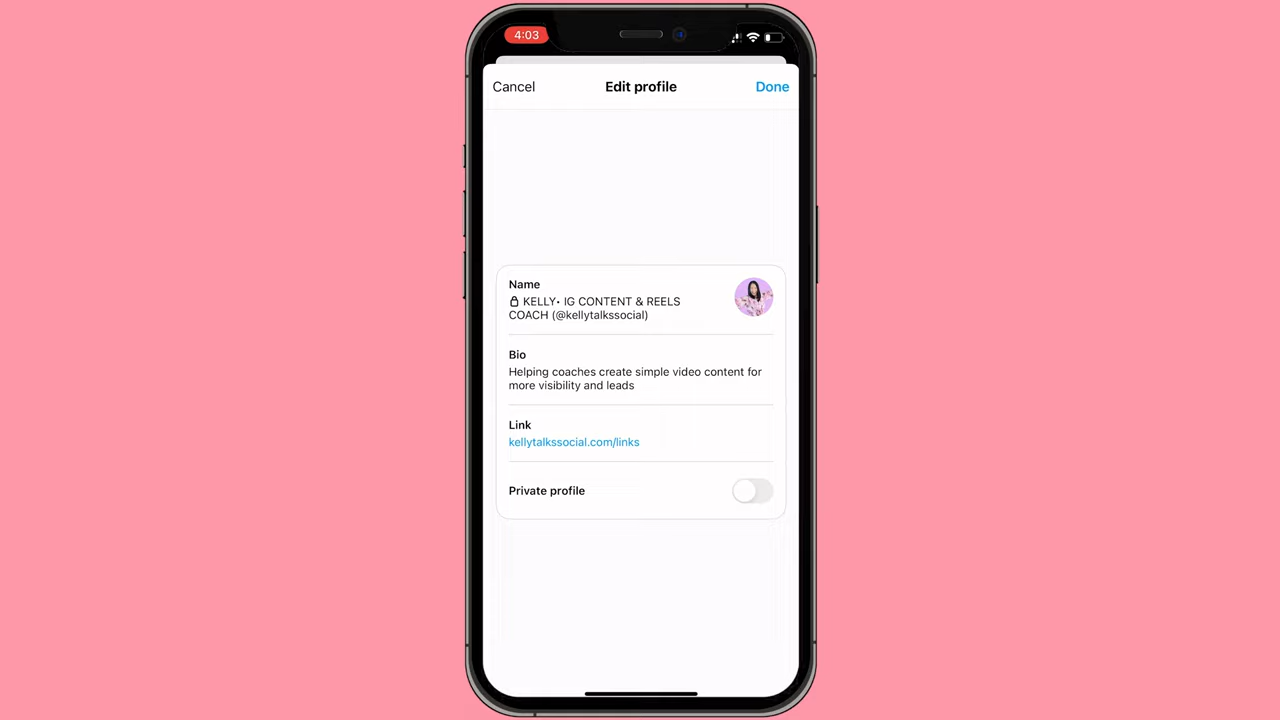 4:03
Cancel
Edit profile
Done
Name
KELLY• IG CONTENT & REELS
COACH (@kellytalkssocial)
Bio
Helping coaches create simple video content for
more visibility and leads
Link
kellytalkssocial.com/links
Private profile